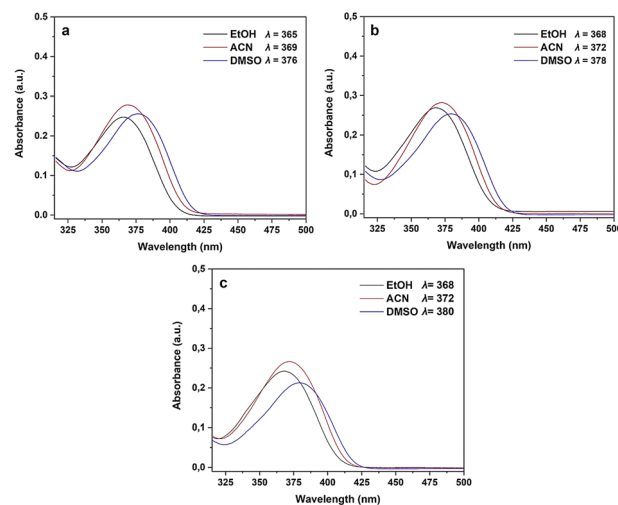 a
EtOH λ = 365
ACN λ = 369
DMSO λ = 376
Absorbance (a.u.)
0.5
0.4
0.3
0.2
0.1
0.0
325 350 375 400 425 450 475 500
Wavelength (nm)
b
EtOH λ = 368
ACN λ = 372
DMSO λ = 378
Absorbance (a.u.)
0,5
0,4
0,3
0,2
0,1
0,0
325 350 375 400 425 450 475 500
Wavelength (nm)
c
EtOH λ= 368
ACN λ= 372
DMSO λ= 380
Absorbance (a.u.)
0,5
0,4
0,3
0,2
0,1
0,0
325 350 375 400 425 450 475 500
Wavelength (nm)